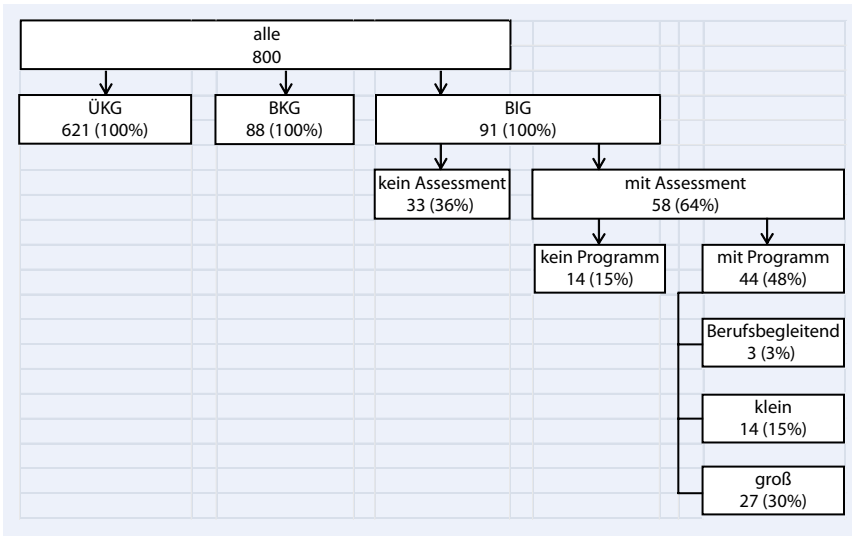 alle
800
ÜKG
621 (100%)
BKG
88 (100%)
BIG
91 (100%)
kein Assessment
33 (36%)
mit Assessment
58 (64%)
kein Programm
14 (15%)
mit Programm
44 (48%)
Berufsbegleitend
3 (3%)
klein
14 (15%)
groß
27 (30%)